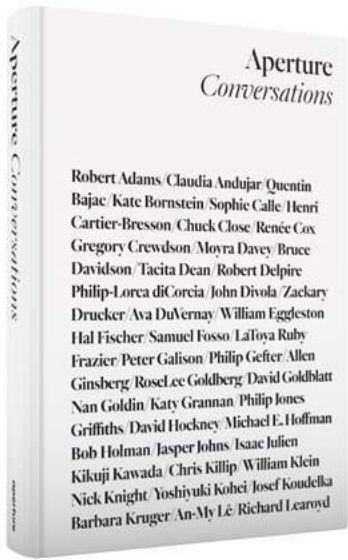 Aperture
Conversations
Robert Adams/Claudia Andujar/Quentin
Bajac/Kate Bornstein/Sophie Calle/Henri
Cartier-Bresson/Chuck Close/Renée Cox
Gregory Crewdson/Moyra Davey/Bruce
Davidson/Tacita Dean/Robert Delpire
Philip-Lorca diCorcia/John Divola/Zackary
Drucker/Ava DuVernay/William Eggleston
Hal Fischer/Samuel Fosso/LaToya Ruby
Frazier/Peter Galison/Philip Gefter/Allen
Ginsberg/RoseLee Goldberg/David Goldblatt
Nan Goldin/Katy Grannan/Philip Jones
Griffiths/David Hockney/Michael E. Hoffman
Bob Holman/Jasper Johns/Isaac Julien
Kikuji Kawada/Chris Killip/William Klein
Nick Knight/Yoshiyuki Kohei/Josef Koudelka
Barbara Kruger/An-My Lê/Richard Learoyd
Aperture Conversations
aperture